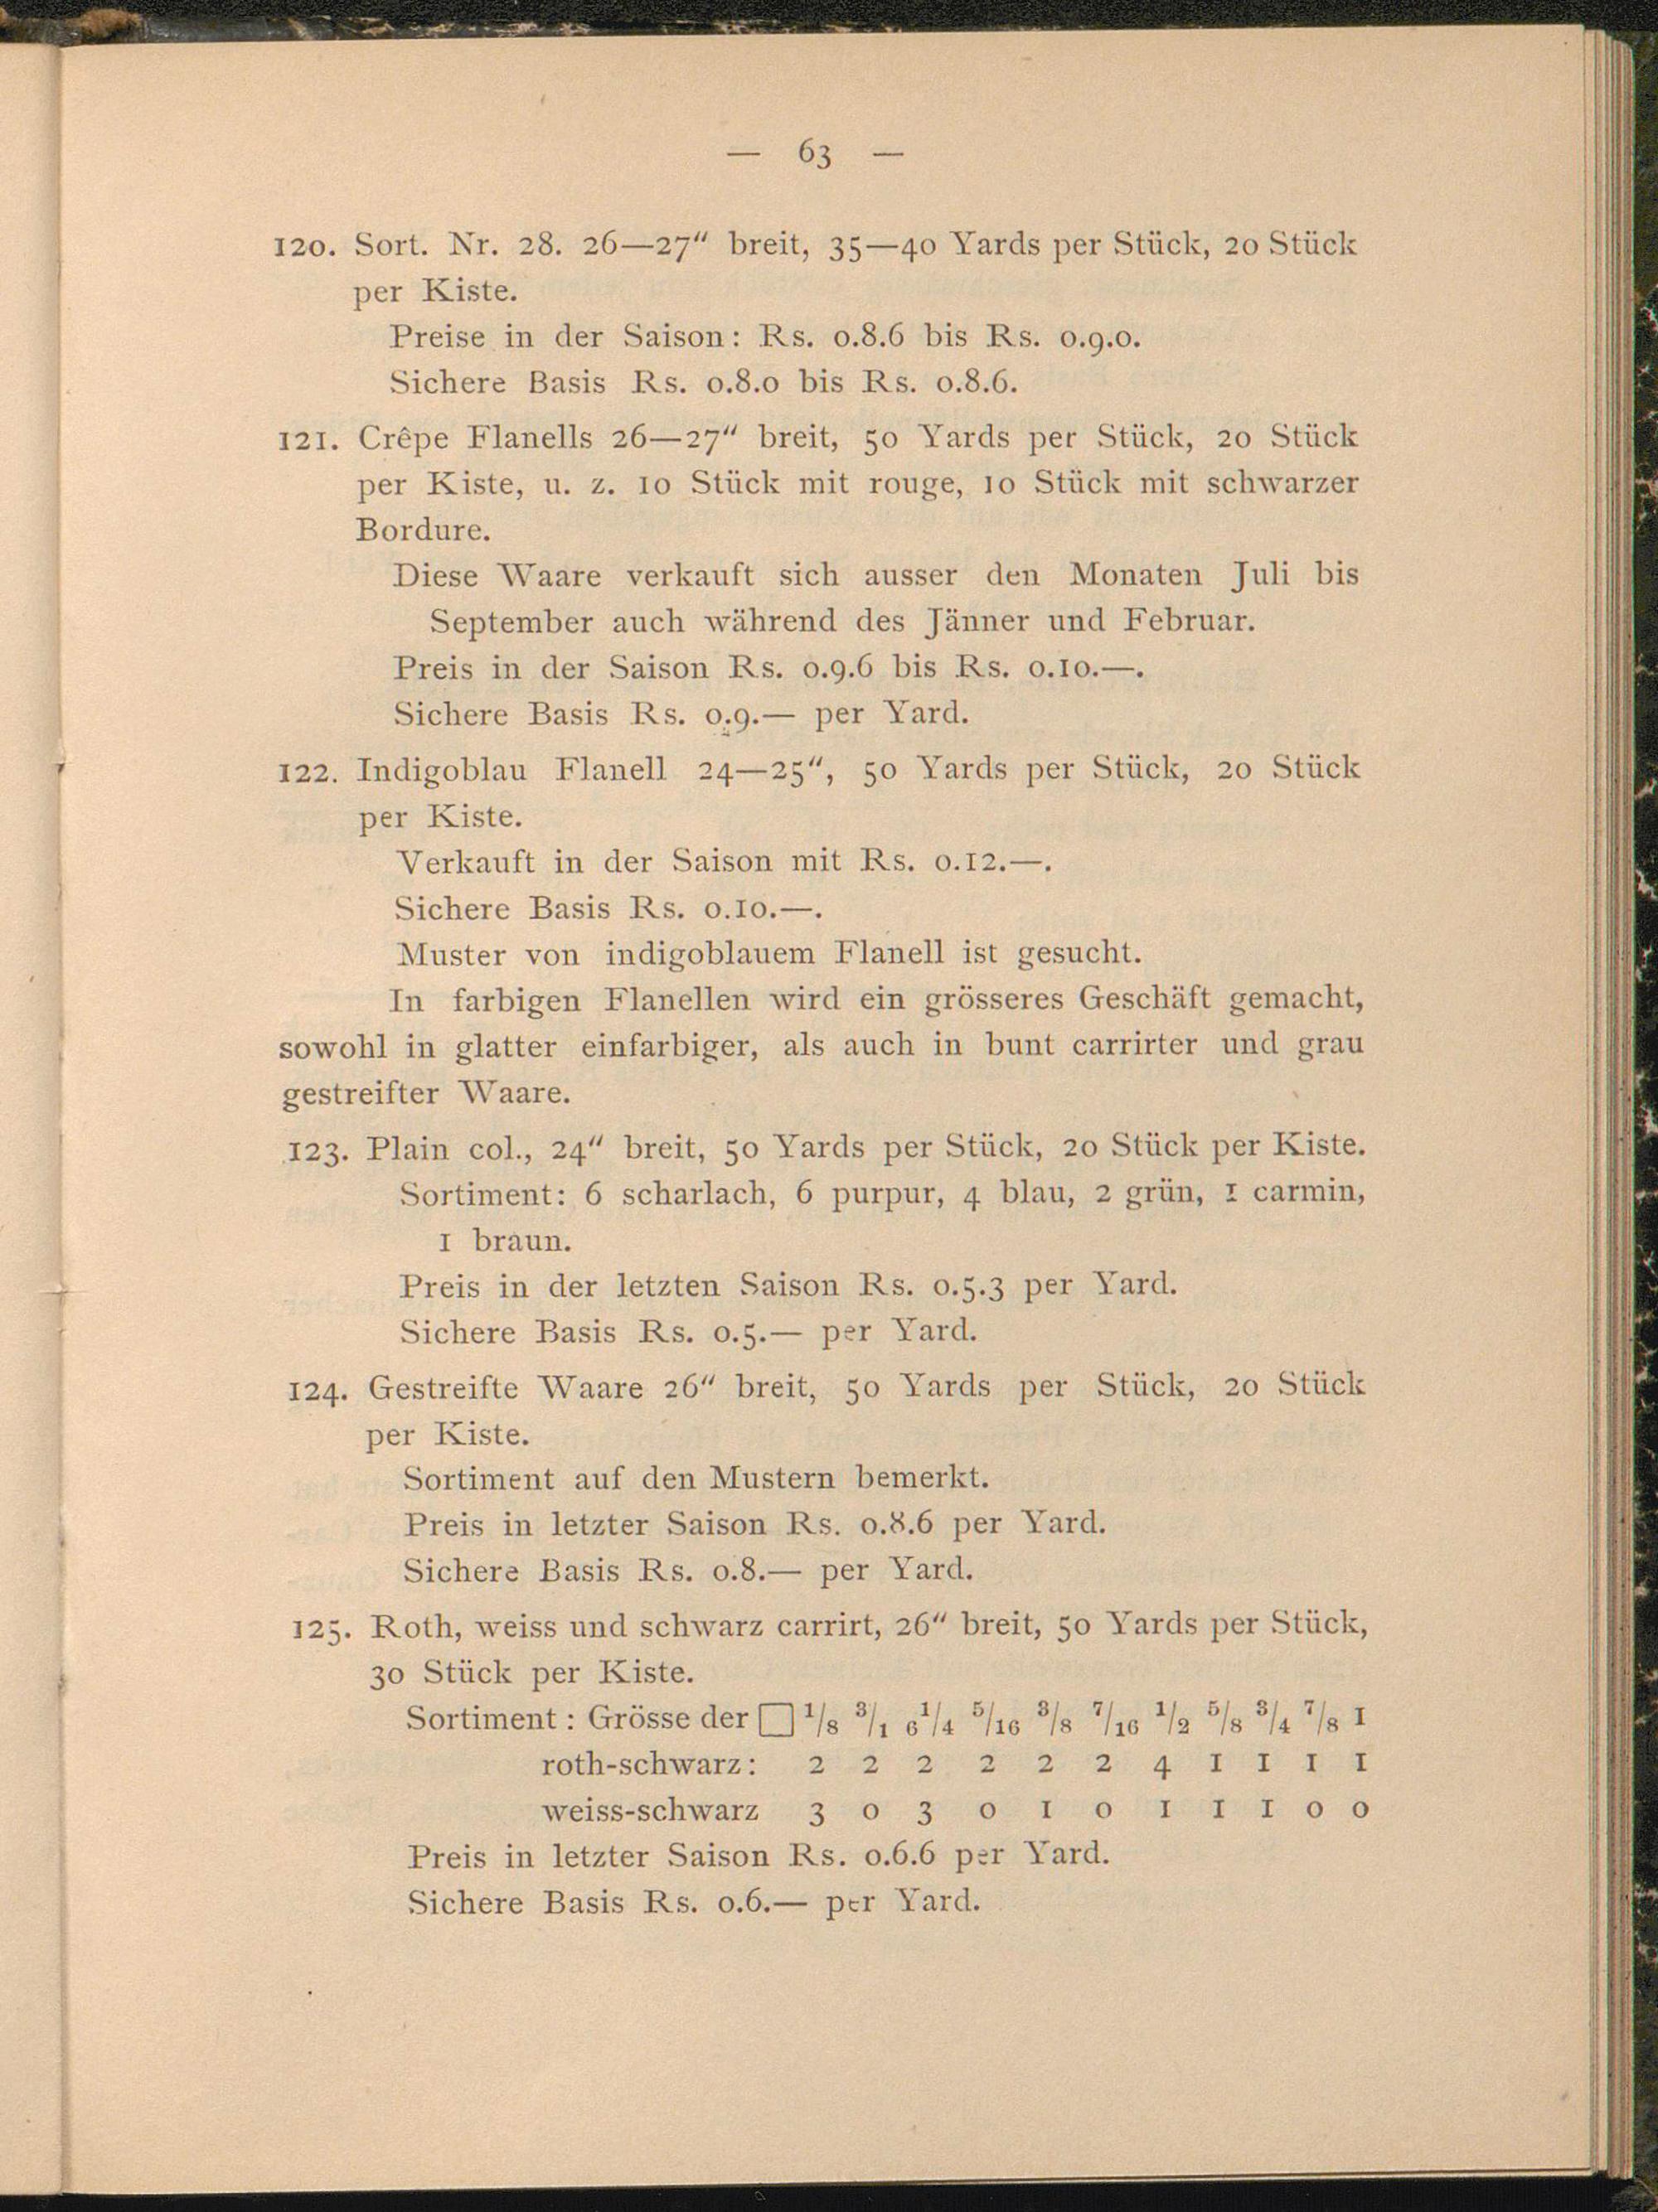 — 63 —
120. Sort. Nr. 28. 26—27“ breit, 35—40 Yards per Stück, 20 Stück
per Kiste.
Preise in der Saison: Rs. 0.8.6 bis Rs. 0.9.0.
Sichere Basis Rs. 0.8.0 bis Rs. 0.8.6.
121. Crêpe Flanells 26—27“ breit, 50 Yards per Stück, 20 Stück
per Kiste, u. z. 10 Stück mit rouge, 10 Stück mit schwarzer
Bordure.
Diese Waare verkauft sich ausser den Monaten Juli bis
September auch während des Jänner und Februar.
Preis in der Saison Rs. 0.9.6 bis Rs. 0.10.—.
Sichere Basis Rs. 0.9.— per Yard.
122. Indigoblau Flanell 24—25“, 50 Yards per Stück, 20 Stück
per Kiste.
Verkauft in der Saison mit Rs. 0.12.—.
Sichere Basis Rs. 0.10.—.
Muster von indigoblauem Flanell ist gesucht.
In farbigen Flanellen wird ein grösseres Geschäft gemacht,
sowohl in glatter einfarbiger, als auch in bunt carrirter und grau
gestreifter Waare.
123. Plain col., 24“ breit, 50 Yards per Stück, 20 Stück per Kiste.
Sortiment: 6 scharlach, 6 purpur, 4 blau, 2 grün, 1 carmin,
1 braun.
Preis in der letzten Saison Rs. 0.5.3 per Yard.
Sichere Basis Rs. 0.5.— per Yard.
124. Gestreifte Waare 26“ breit, 50 Yards per Stück, 20 Stück
per Kiste.
Sortiment auf den Mustern bemerkt.
Preis in letzter Saison Rs. 0.8.6 per Yard.
Sichere Basis Rs. 0.8.— per Yard.
125. Roth, weiss und schwarz carrirt, 26“ breit, 50 Yards per Stück,
30 Stück per Kiste.
Sortiment : Grösse der □ 1/8 3/1 6 1/4 5/16 3/8 7/16 1/2 5/8 3/4 7/8 1
roth-schwarz: 2 2 2 2 2 2 4 1 1 1 1
weiss-schwarz 3 0 3 0 1 0 1 1 1 0 0
Preis in letzter Saison Rs. 0.6.6 per Yard.
Sichere Basis Rs. 0.6.— per Yard.